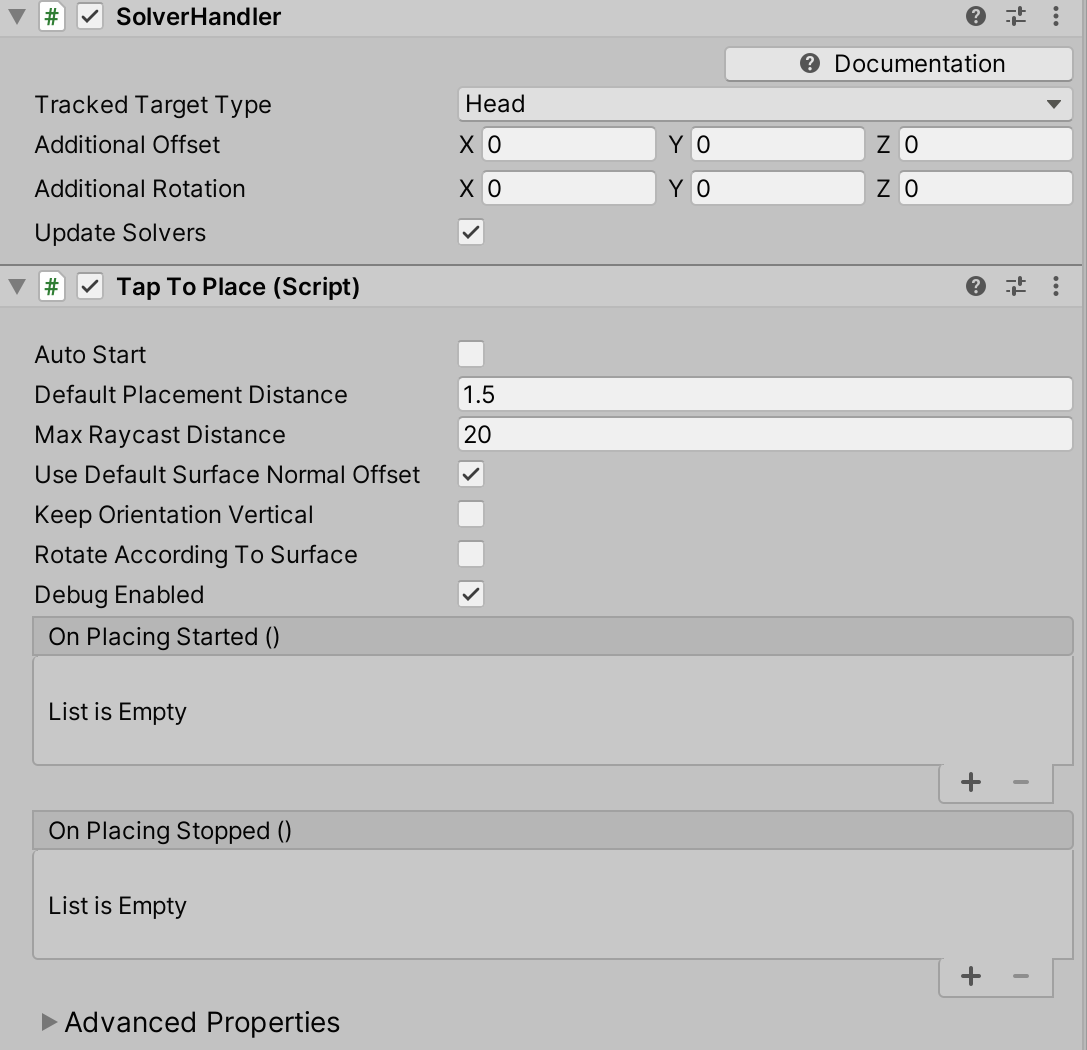 # SolverHandler
Documentation
Tracked Target Type Head
Additional Offset X 0 Y 0 Z 0
Additional Rotation X 0 Y 0 Z 0
Update Solvers
# Tap To Place (Script)
Auto Start
Default Placement Distance 1.5
Max Raycast Distance 20
Use Default Surface Normal Offset
Keep Orientation Vertical
Rotate According To Surface
Debug Enabled
On Placing Started ()
List is Empty
On Placing Stopped ()
List is Empty
Advanced Properties